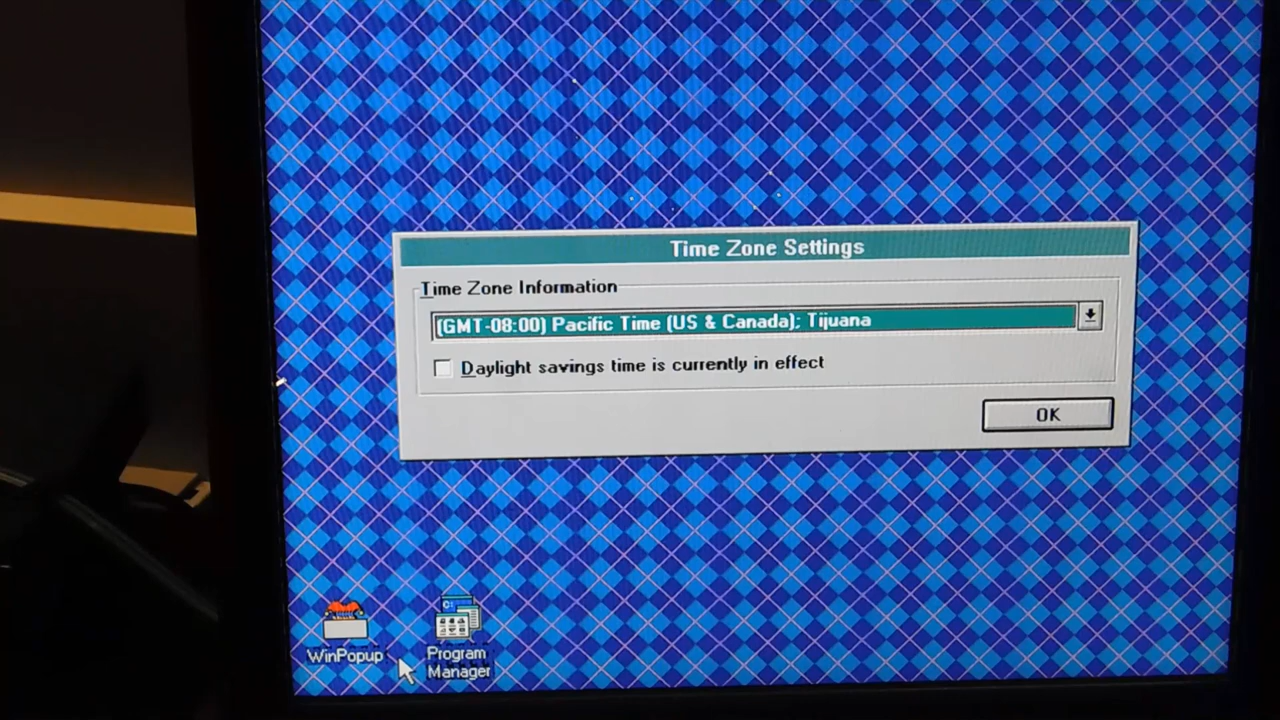 Time Zone Settings
Time Zone Information
(GMT-08:00) Pacific Time (US & Canada); Tijuana
Daylight savings time is currently in effect
OK
WinPopup
Program
Manager